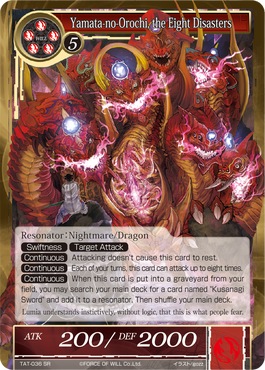 Yamata-no-Orochi, the Eight Disasters
WILL
5
Resonator : Nightmare/Dragon
Swiftness Target Attack
Continuous Attacking doesn't cause this card to rest.
Continuous Each of your turns, this card can attack up to eight times.
Continuous When this card is put into a graveyard from your
field, you may search your main deck for a card named "Kusanagi
Sword" and add it to a resonator. Then shuffle your main deck.
Lumia understands instictively, without logic, that this is what people fear.
ATK 200 / DEF 2000
TAT-036 SR ©FORCE OF WILL Co.,Ltd.